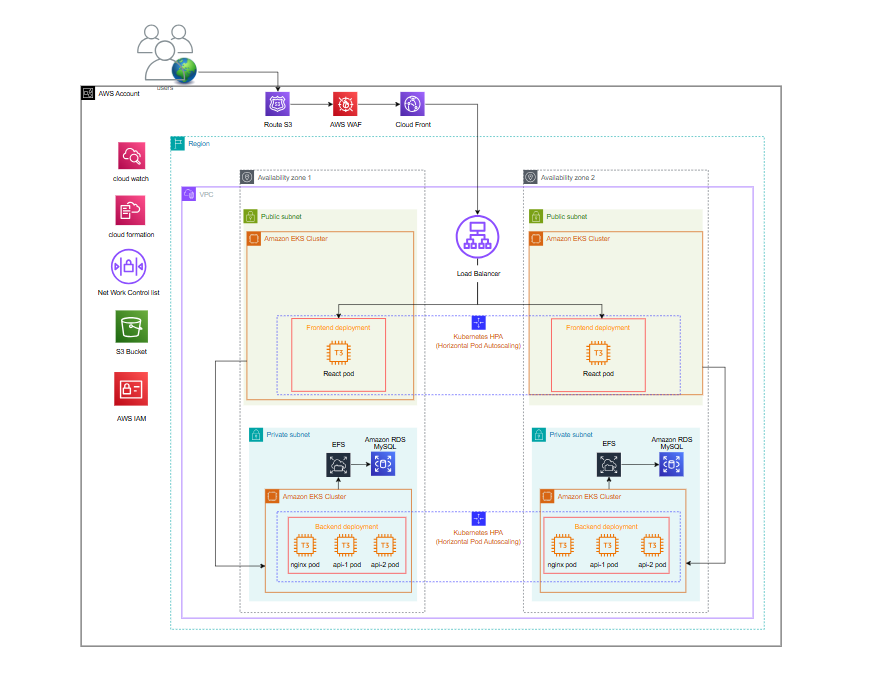 users
AWS Account
Route S3
AWS WAF
Cloud Front
Region
cloud watch
Availability zone 1
Availability zone 2
VPC
cloud formation
Public subnet
Public subnet
Amazon EKS Cluster
Amazon EKS Cluster
Load Balancer
Net Work Control list
S3 Bucket
Frontend deployment
T3
React pod
Kubernetes HPA
(Horizontal Pod Autoscaling)
Frontend deployment
T3
React pod
AWS IAM
Private subnet
EFS
Amazon RDS
MySQL
Private subnet
EFS
Amazon RDS
MySQL
Amazon EKS Cluster
Amazon EKS Cluster
Backend deployment
T3
T3
T3
nginx pod
api-1 pod
api-2 pod
Kubernetes HPA
(Horizontal Pod Autoscaling)
Backend deployment
T3
T3
T3
nginx pod
api-1 pod
api-2 pod